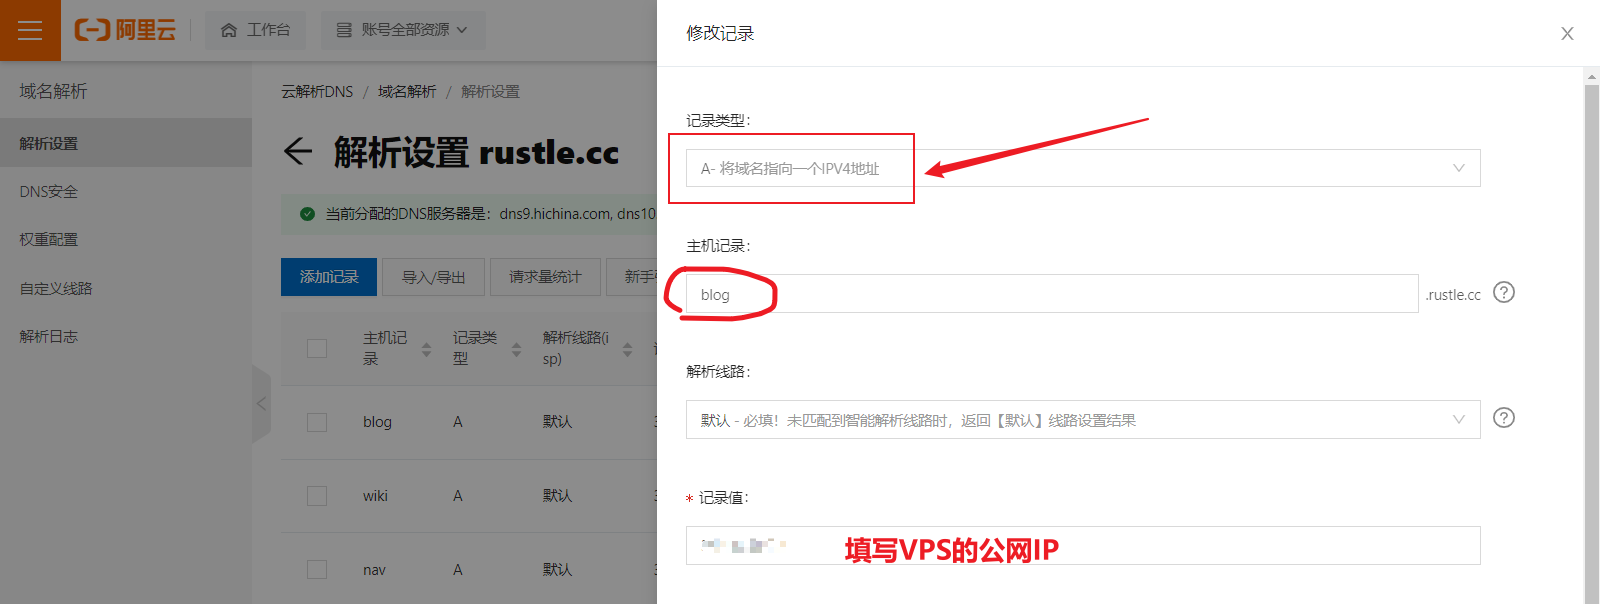 阿里云
工作台
账号全部资源
域名解析
解析设置
DNS安全
权重配置
自定义线路
解析日志
云解析DNS / 域名解析 / 解析设置
解析设置 rustle.cc
当前分配的DNS服务器是：dns9.hichina.com, dns10
添加记录
导入/导出
请求量统计
新手
主机记
录
记录类
型
解析线路(i
sp)
blog A 默认
wiki A 默认
nav A 默认
修改记录
记录类型：
A- 将域名指向一个IPV4地址
主机记录：
blog
.rustle.cc
解析线路：
默认 - 必填！未匹配到智能解析线路时，返回【默认】线路设置结果
* 记录值：
填写VPS的公网IP